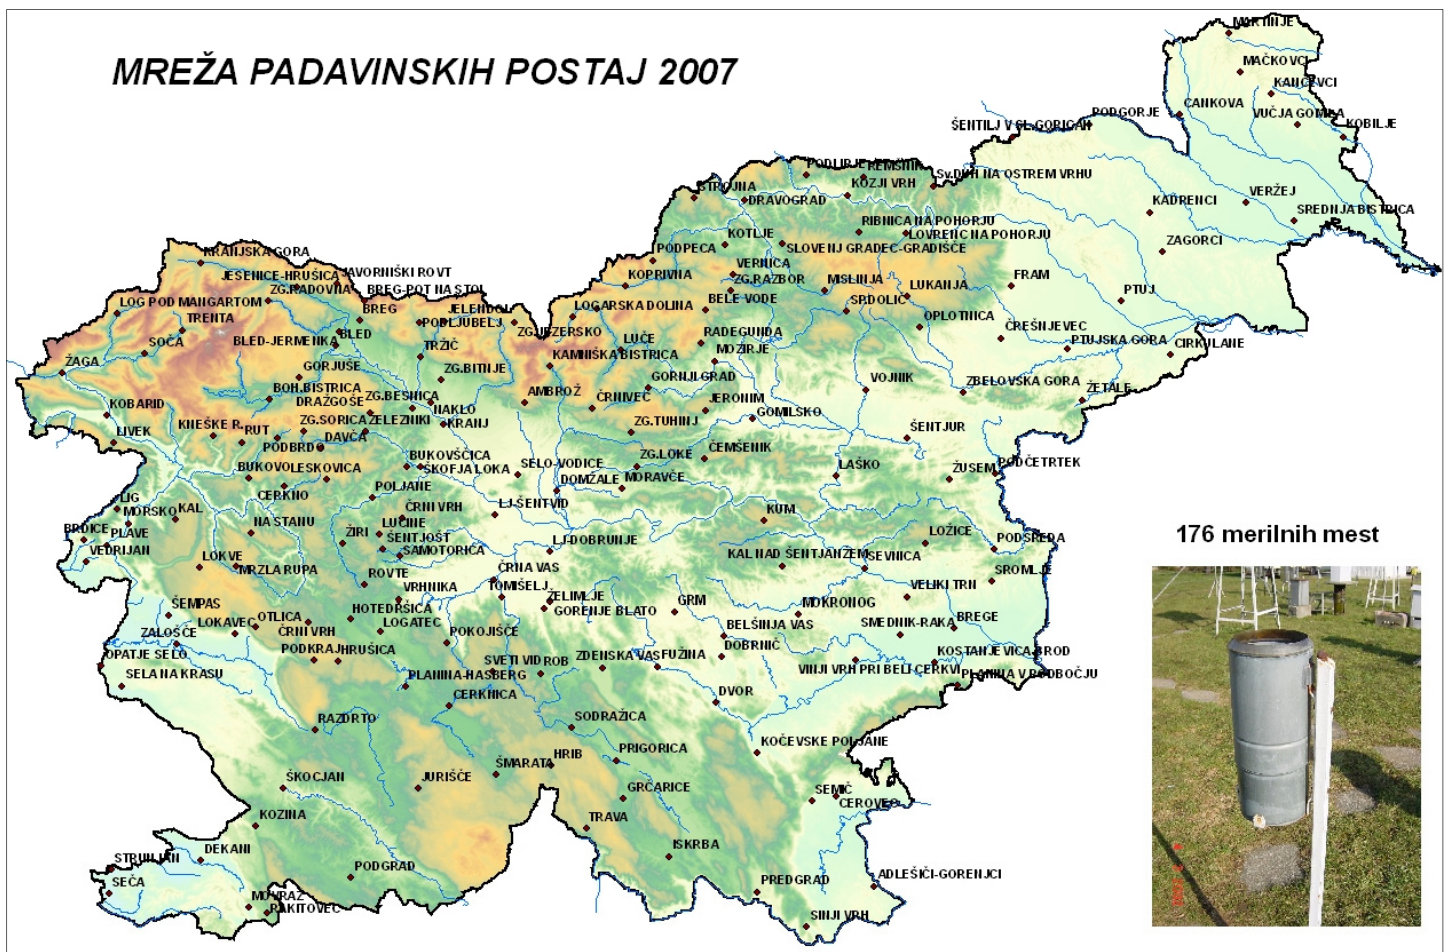 MREŽA PADAVINSKIH POSTAJ 2007
MARTINJE
MAČKOVCI
KANČEVCI
CANKOVA
VUČJA GOMILA
PODGORJE
KOBILJE
ŠENTILJ V SL.GORICAH
REMŠNIK
Sv.DUH NA OSTREM VRHU
KOZJI VRH
STROJNA
DRAVOGRAD
VERŽEJ
KADRENCI
SREDNJA BISTRICA
RIBNICA NA POHORJU
LOVRENC NA POHORJU
KOTLJE
SLOVENJ GRADEC-GRADIŠČE
PODPECA
ZAGORCI
KRANJSKA GORA
VERNICA
JESENICE-HRUŠICA
JAVORNIŠKI ROVT
KOPRIVNA
ZG.RAZBOR
MISLINJA
LUKANJA
FRAM
PTUJ
ZG.RADOVNA
BREG-POT NA STOL
LOG POD MANGARTOM
LOGARSKA DOLINA
BELE VODE
SP.DOLIČ
JELENDOL
BREG
PODLJUBELJ
TRENTA
ZG.JEZERSKO
RADEGUNDA
OPLOTNICA
ČREŠNJEVEC
BLED
BLED-JERMENKA
LUČE
PTUJSKA GORA
SOČA
TRŽIČ
KAMNIŠKA BISTRICA
MOZIRJE
CIRKULANE
ŽAGA
GORJUŠE
ZG.BITNJE
GORNJI GRAD
VOJNIK
ZBELOVSKA GORA
ŽETALE
BOH.BISTRICA
ZG.BESNICA
AMBROŽ
ČRNIVEC
DRAŽGOŠE
KOBARID
NAKLO
JERONIM
GOMILSKO
KNEŠKE R.
RUT
ZG.SORICA
ŽELEZNIKI
KRANJ
ZG.TUHINJ
LIVEK
DAVČA
PODBRDO
ŠENTJUR
ČEMŠENIK
BUKOVŠČICA
ŠKOFJA LOKA
SELO-VODICE
ZG.LOKE
LAŠKO
ŽUSEM
PODČETRTEK
BUKOVO
LESKOVICA
CERKNO
POLJANE
DOMŽALE
MORAVČE
LIG
MORSKO
KAL
ČRNI VRH
LJ-ŠENTVID
KUM
BRDICE
PLAVE
NA STANU
LUČINE
ŽIRI
ŠENTJOŠT
SAMOTORICA
LOŽICE
VEDRIJAN
LJ-DOBRUNJE
KAL NAD ŠENTJANŽEM
SEVNICA
PODSREDA
LOKVE
MRZLA RUPA
ČRNA VAS
ROVTE
VRHNIKA
TOMIŠELJ
ŽELIMLJE
VELIKI TRN
SROMLJE
ŠEMPAS
OTLICA
HOTEDRŠICA
GORENJE BLATO
GRM
MOKRONOG
LOKAVEC
ČRNI VRH
LOGATEC
BELŠINJA VAS
SMEDNIK-RAKA
BREGE
ZALOŠČE
POKOJIŠČE
OPATJE SELO
PODKRAJ
HRUŠICA
SVETI VID
ROB
ZDENSKA VAS
FUŽINA
DOBRNIČ
VINJI VRH PRI BELI CERKVI
KOSTANJEVICA-BROD
SELA NA KRASU
PLANINA-HASBERG
PLANINA V PODBOČJU
CERKNICA
DVOR
RAZDRTO
SODRAŽICA
PRIGORICA
KOČEVSKE POLJANE
ŠKOCJAN
JURIŠČE
ŠMARATA
HRIB
GRČARICE
SEMIČ
CEROVEC
KOZINA
TRAVA
DEKANI
STRUNJAN
SEČA
PODGRAD
ISKRBA
PREDGRAD
ADLEŠIČI-GORENJCI
MOVRAŽ
RAKITOVEC
SINJI VRH
176 merilnih mest